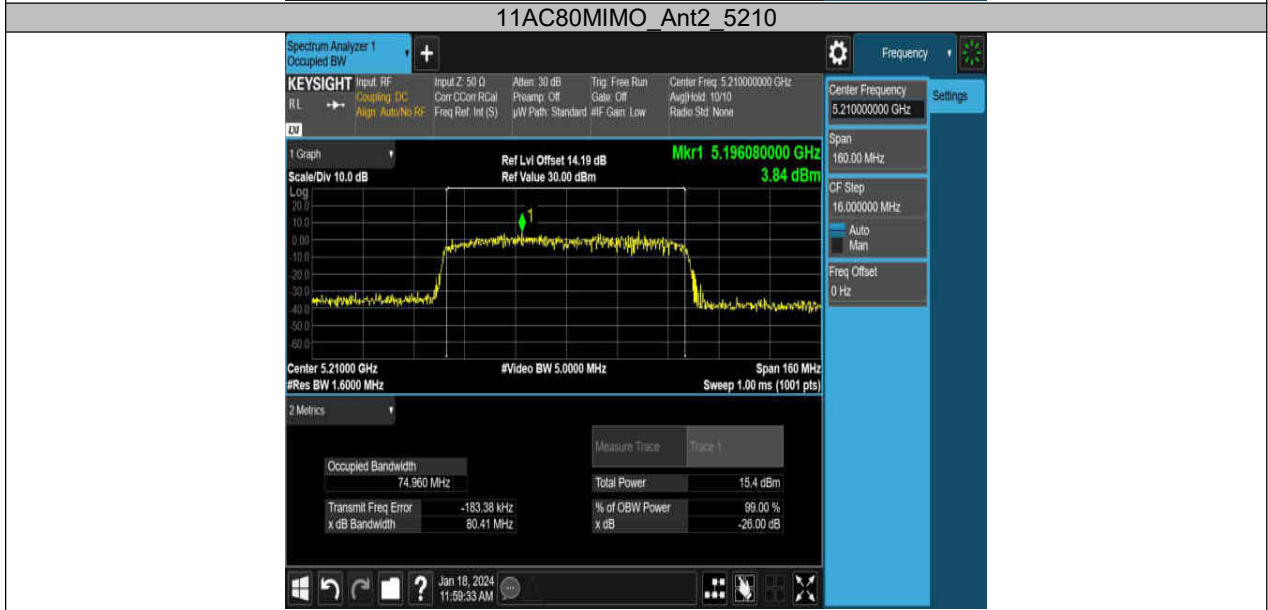 11AC80MIMO_Ant2_5210
Spectrum Analyzer 1
Occupied BW
+
Frequency
KEYSIGHT Input: RF Input Z: 50 Ω Atten: 30 dB Trig: Free Run Center Freq: 5.210000000 GHz
RL Coupling: DC Corr CCorr RCal Preamp: Off Gate: Off Avg|Hold: 10/10
Align: Auto/No RF Freq Ref: Int (S) µW Path: Standard #IF Gain: Low Radio Std: None
LXI
Center Frequency
5.210000000 GHz
Settings
Span
160.00 MHz
CF Step
16.000000 MHz
Auto
Man
Freq Offset
0 Hz
1 Graph
Ref Lvl Offset 14.19 dB
Mkr1 5.196080000 GHz
Scale/Div 10.0 dB
Ref Value 30.00 dBm
3.84 dBm
Log
20.0
10.0
0.00
-10.0
-20.0
-30.0
-40.0
-50.0
-60.0
1
Center 5.21000 GHz #Video BW 5.0000 MHz Span 160 MHz
#Res BW 1.6000 MHz Sweep 1.00 ms (1001 pts)
2 Metrics
Measure Trace Trace 1
Occupied Bandwidth
74.960 MHz
Total Power 15.4 dBm
Transmit Freq Error -183.38 kHz % of OBW Power 99.00 %
x dB Bandwidth 80.41 MHz x dB -26.00 dB
?
Jan 18, 2024
11:59:33 AM